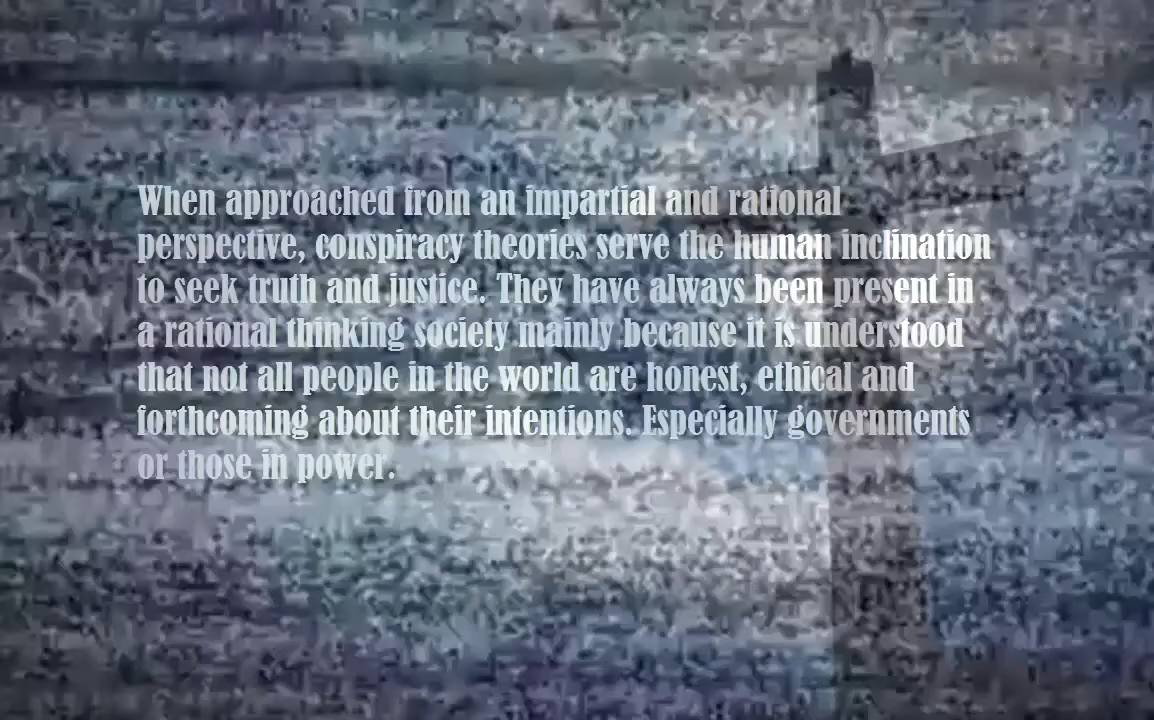 When approached from an impartial and rational
perspective, conspiracy theories serve the human inclination
to seek truth and justice. They have always been present in
a rational thinking society mainly because it is understood
that not all people in the world are honest, ethical and
forthcoming about their intentions. Especially governments
or those in power.